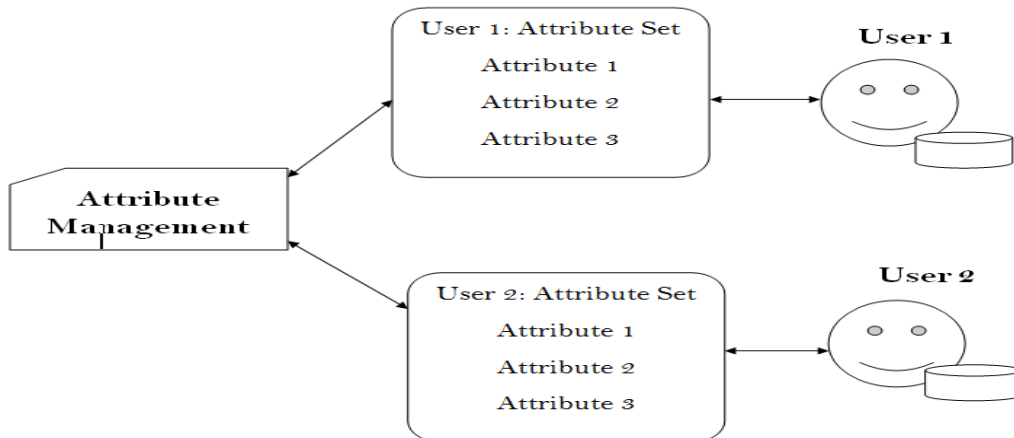 User 1: Attribute Set
Attribute 1
Attribute 2
Attribute 3
User 1
Attribute
Management
User 2: Attribute Set
Attribute 1
Attribute 2
Attribute 3
User 2